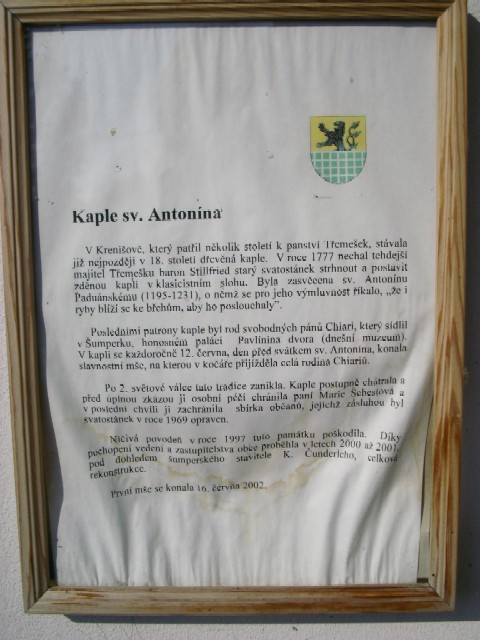 Kaple sv. Antonína
V Krenišově, který patřil několik století k panství Třemešek, stávala
již nejpozději v 18. století dřevěná kaple. V roce 1777 nechal tehdejší
majitel Třemešku baron Stillfried starý svatostánek strhnout a postavit
zděnou kapli v klasicistním slohu. Byla zasvěcena sv. Antonínu
Paduánskému (1195-1231), o němž se pro jeho výmluvnost říkalo, „že i
ryby blíží se ke břehům, aby ho poslouchaly”.
Posledními patrony kaple byl rod svobodných pánů Chiari, který sídlil
v Šumperku, honosném paláci Pavlínina dvora (dnešní muzeum).
V kapli se každoročně 12. června, den před svátkem sv. Antonína, konala
slavnostní mše, na kterou v kočáře přijížděla celá rodina Chiariů.
Po 2. světové válce tato tradice zanikla. Kaple postupně chátrala a
před úplnou zkázou ji osobní péčí chránila paní Marie Šebestová a
v poslední chvíli ji zachránila sbírka občanů, jejichž zásluhou byl
svatostánek v roce 1969 opraven.
Ničivá povodeň v roce 1997 tuto památku poškodila. Díky
pochopení vedení a zastupitelstva obce proběhla v letech 2000 až 2001,
pod dohledem šumperského stavitele K. Čunderleho, celková
rekonstrukce.
První mše se konala 16. června 2002.